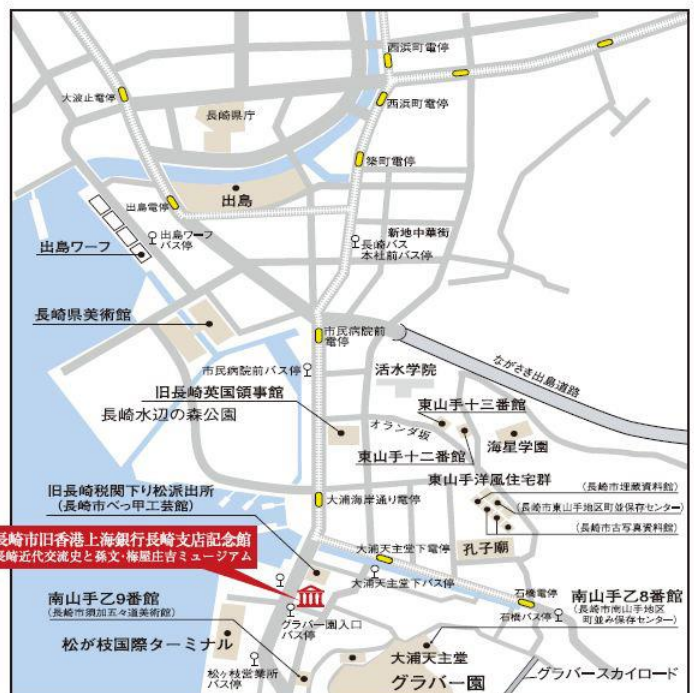 西浜町電停
大波止電停
西浜町電停
長崎県庁
築町電停
出島
出島電停
新地中華街
出島ワーフ
バス停
長崎バス
本社前バス停
出島ワーフ
長崎県美術館
市民病院前
電停
ながさき出島道路
市民病院前バス停
活水学院
旧長崎英国領事館
東山手十三番館
長崎水辺の森公園
オランダ坂
海星学園
東山手十二番館
東山手洋風住宅群
(長崎市埋蔵資料館)
旧長崎税関下り松派出所
(長崎市べっ甲工芸館)
大浦海岸通り電停
(長崎市東山手地区町並保存センター)
(長崎市古写真資料館)
長崎市旧香港上海銀行長崎支店記念館
長崎近代交流史と孫文・梅屋庄吉ミュージアム
大浦天主堂下電停
孔子廟
大浦天主堂下バス停
石橋電停
南山手乙9番館
(長崎市須加五々道美術館)
南山手乙8番館
(長崎市南山手地区
町並み保存センター)
石橋バス停
グラバー園入口
バス停
松が枝国際ターミナル
大浦天主堂
松ヶ枝営業所
バス停
グラバー園
グラバースカイロード